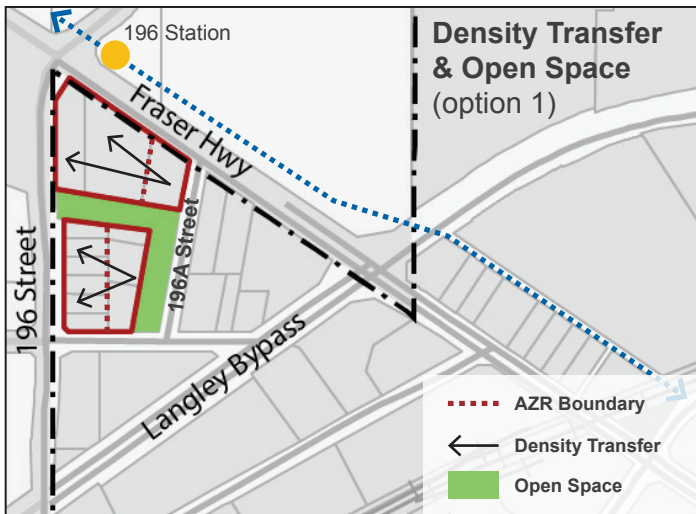 196 Station
Density Transfer
& Open Space
(option 1)
Fraser Hwy
196A Street
196 Street
Langley Bypass
AZR Boundary
Density Transfer
Open Space